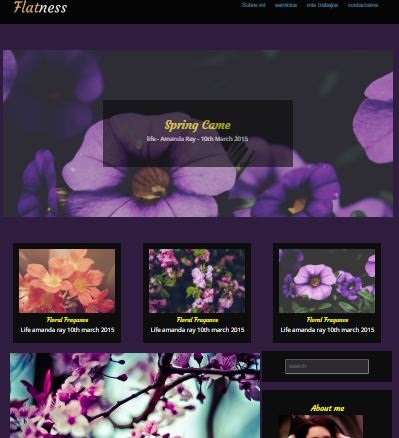 Flatness
Sobre mi servicios mis trabajos contactame
Spring Came
life - Amanda Ray - 10th March 2015
Floral Fragance
Life amanda ray 10th march 2015
Floral Fragance
Life amanda ray 10th march 2015
Floral Fragance
Life amanda ray 10th march 2015
search
About me